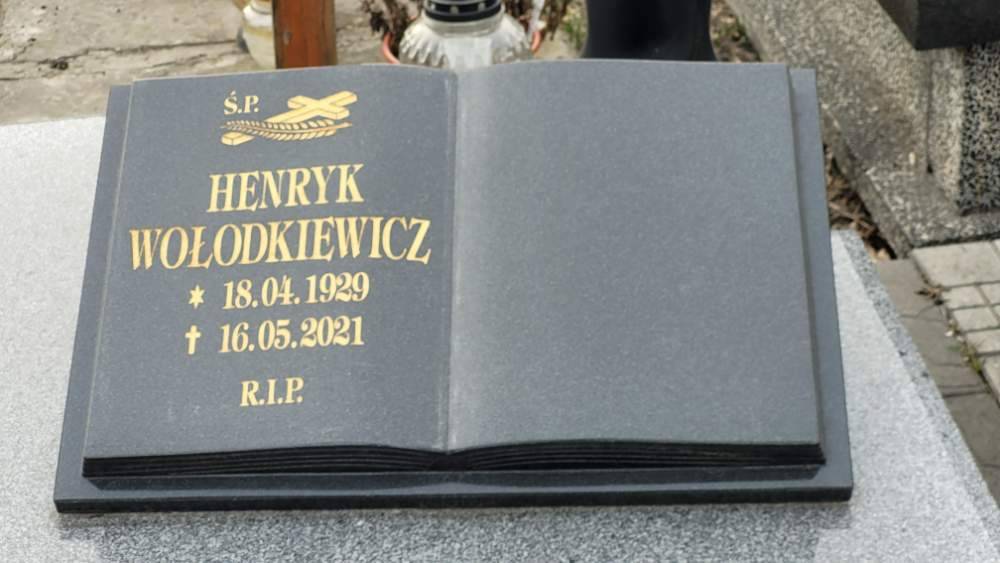 Ś.P.
HENRYK
WOŁODKIEWICZ
* 18.04.1929
✝ 16.05.2021
R.I.P.